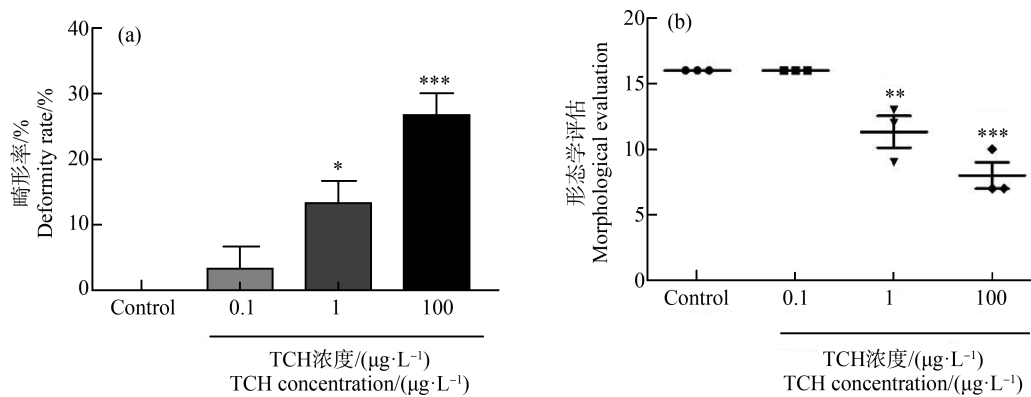 (a)
畸形率/%
Deformity rate/%
40
30
20
10
0
*
***
Control
0.1
1
100
TCH浓度/(μg·L⁻¹)
TCH concentration/(μg·L⁻¹)
(b)
形态学评估
Morphological evaluation
20
15
10
5
0
**
***
Control
0.1
1
100
TCH浓度/(μg·L⁻¹)
TCH concentration/(μg·L⁻¹)